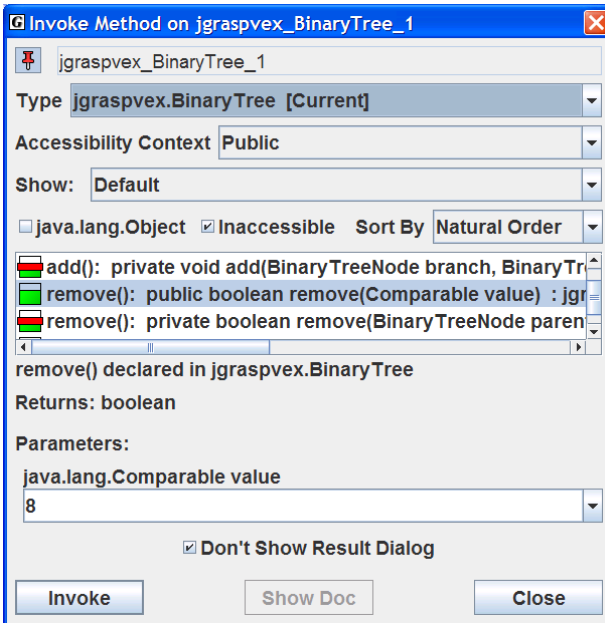 Invoke Method on jgraspvex_BinaryTree_1
jgraspvex_BinaryTree_1
Type jgraspvex.BinaryTree [Current]
Accessibility Context Public
Show: Default
java.lang.Object Inaccessible Sort By Natural Order
add(): private void add(BinaryTreeNode branch, BinaryTre
remove(): public boolean remove(Comparable value) : jgr
remove(): private boolean remove(BinaryTreeNode paren
remove() declared in jgraspvex.BinaryTree
Returns: boolean
Parameters:
java.lang.Comparable value
8
Don't Show Result Dialog
Invoke Show Doc Close